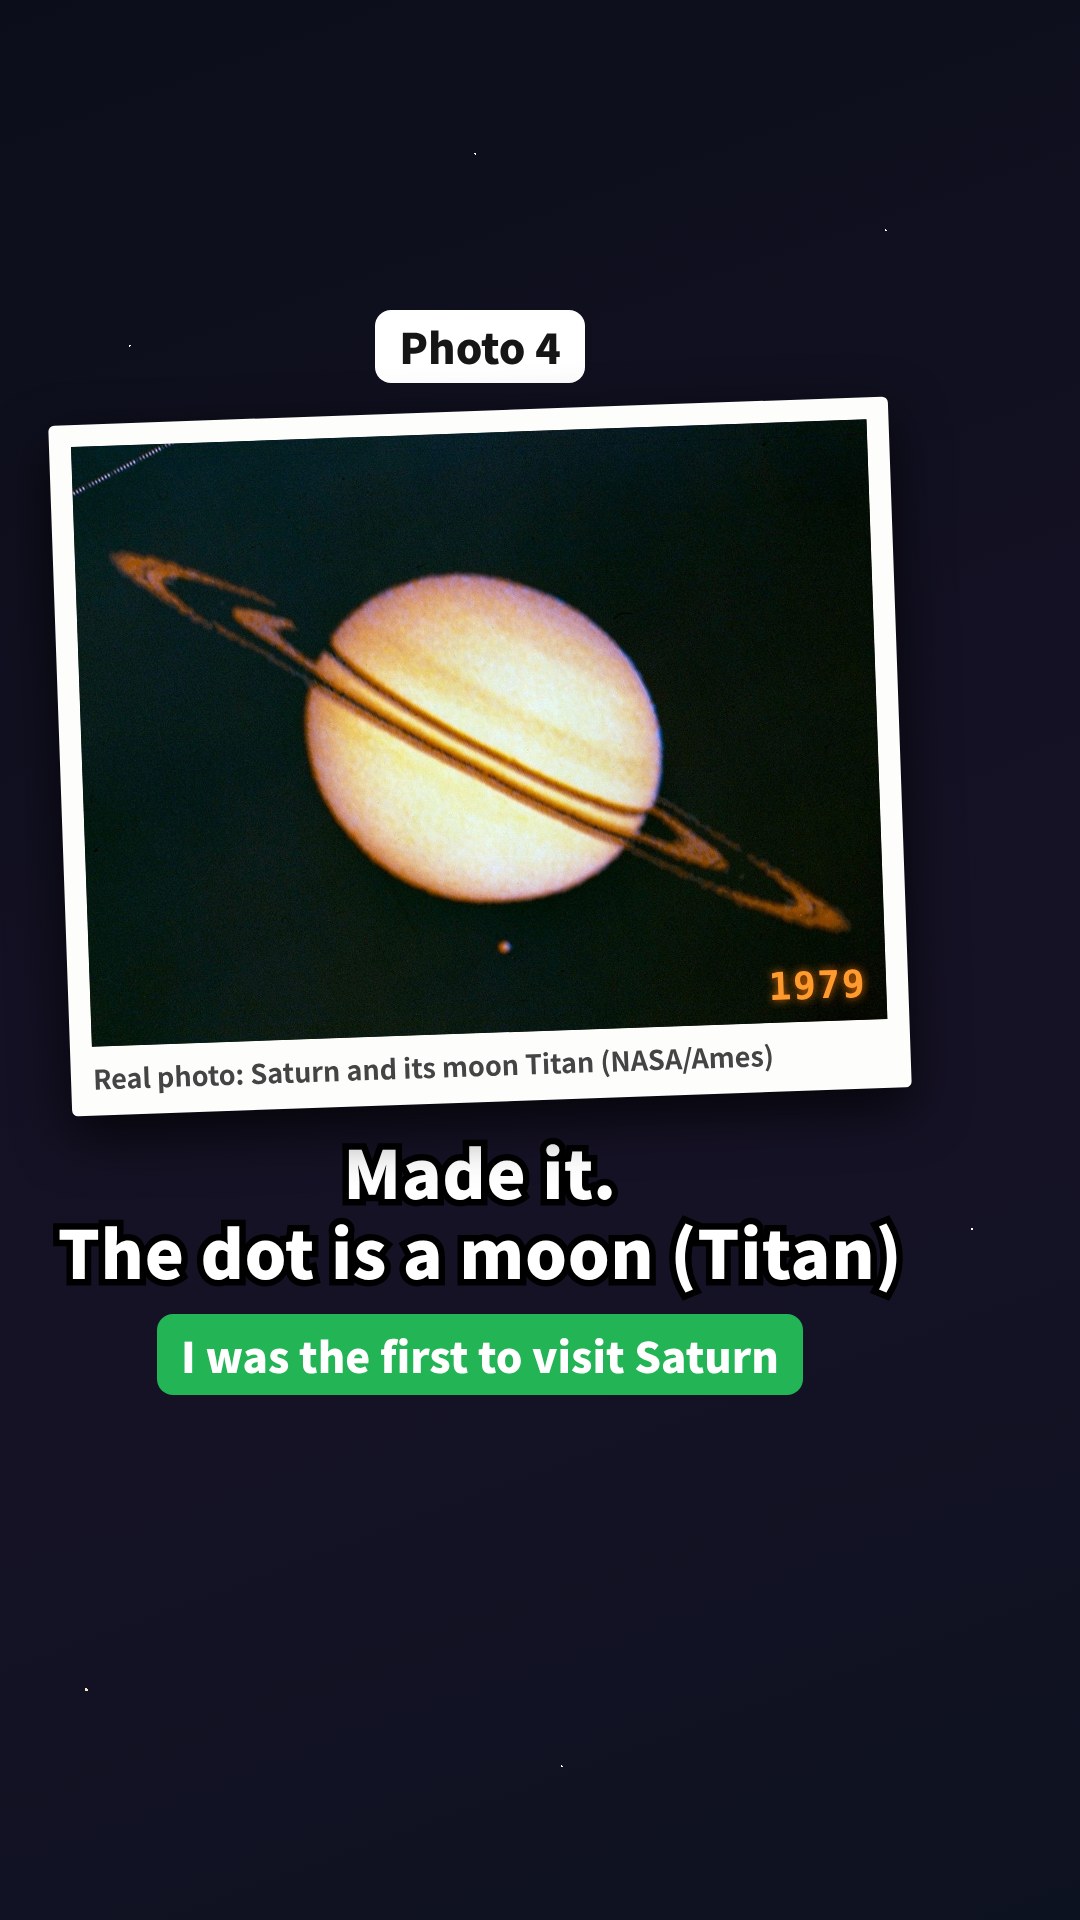 Photo 4
1979
Real photo: Saturn and its moon Titan (NASA/Ames)
Made it.
The dot is a moon (Titan)
I was the first to visit Saturn